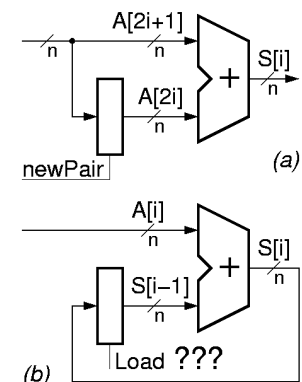 A[2i+1]
n
n
S[i]
n
A[2i]
n
+
newPair
(a)
A[i]
n
S[i]
n
S[i−1]
n
+
Load ???
(b)